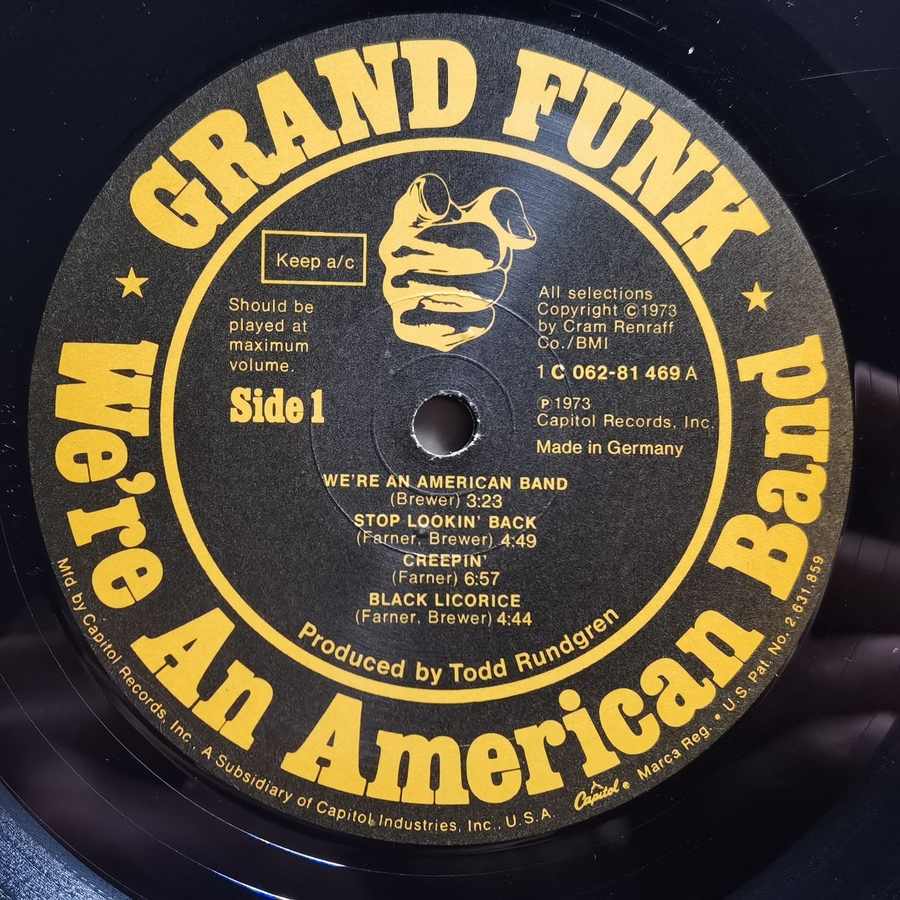 GRAND FUNK
Keep a/c
Should be
played at
maximum
volume.
Side 1
All selections
Copyright ©1973
by Cram Renraff
Co./BMI
1 C 062-81 469 A
℗ 1973
Capitol Records, Inc.
Made in Germany
WE'RE AN AMERICAN BAND
(Brewer) 3:23
STOP LOOKIN' BACK
(Farner, Brewer) 4:49
CREEPIN'
(Farner) 6:57
BLACK LICORICE
(Farner, Brewer) 4:44
Produced by Todd Rundgren
We're An American Band
Mfd. by Capitol Records, Inc., A Subsidiary of Capitol Industries, Inc., U.S.A. Capitol ® Marca Reg. • U.S. Pat. No. 2.631.859